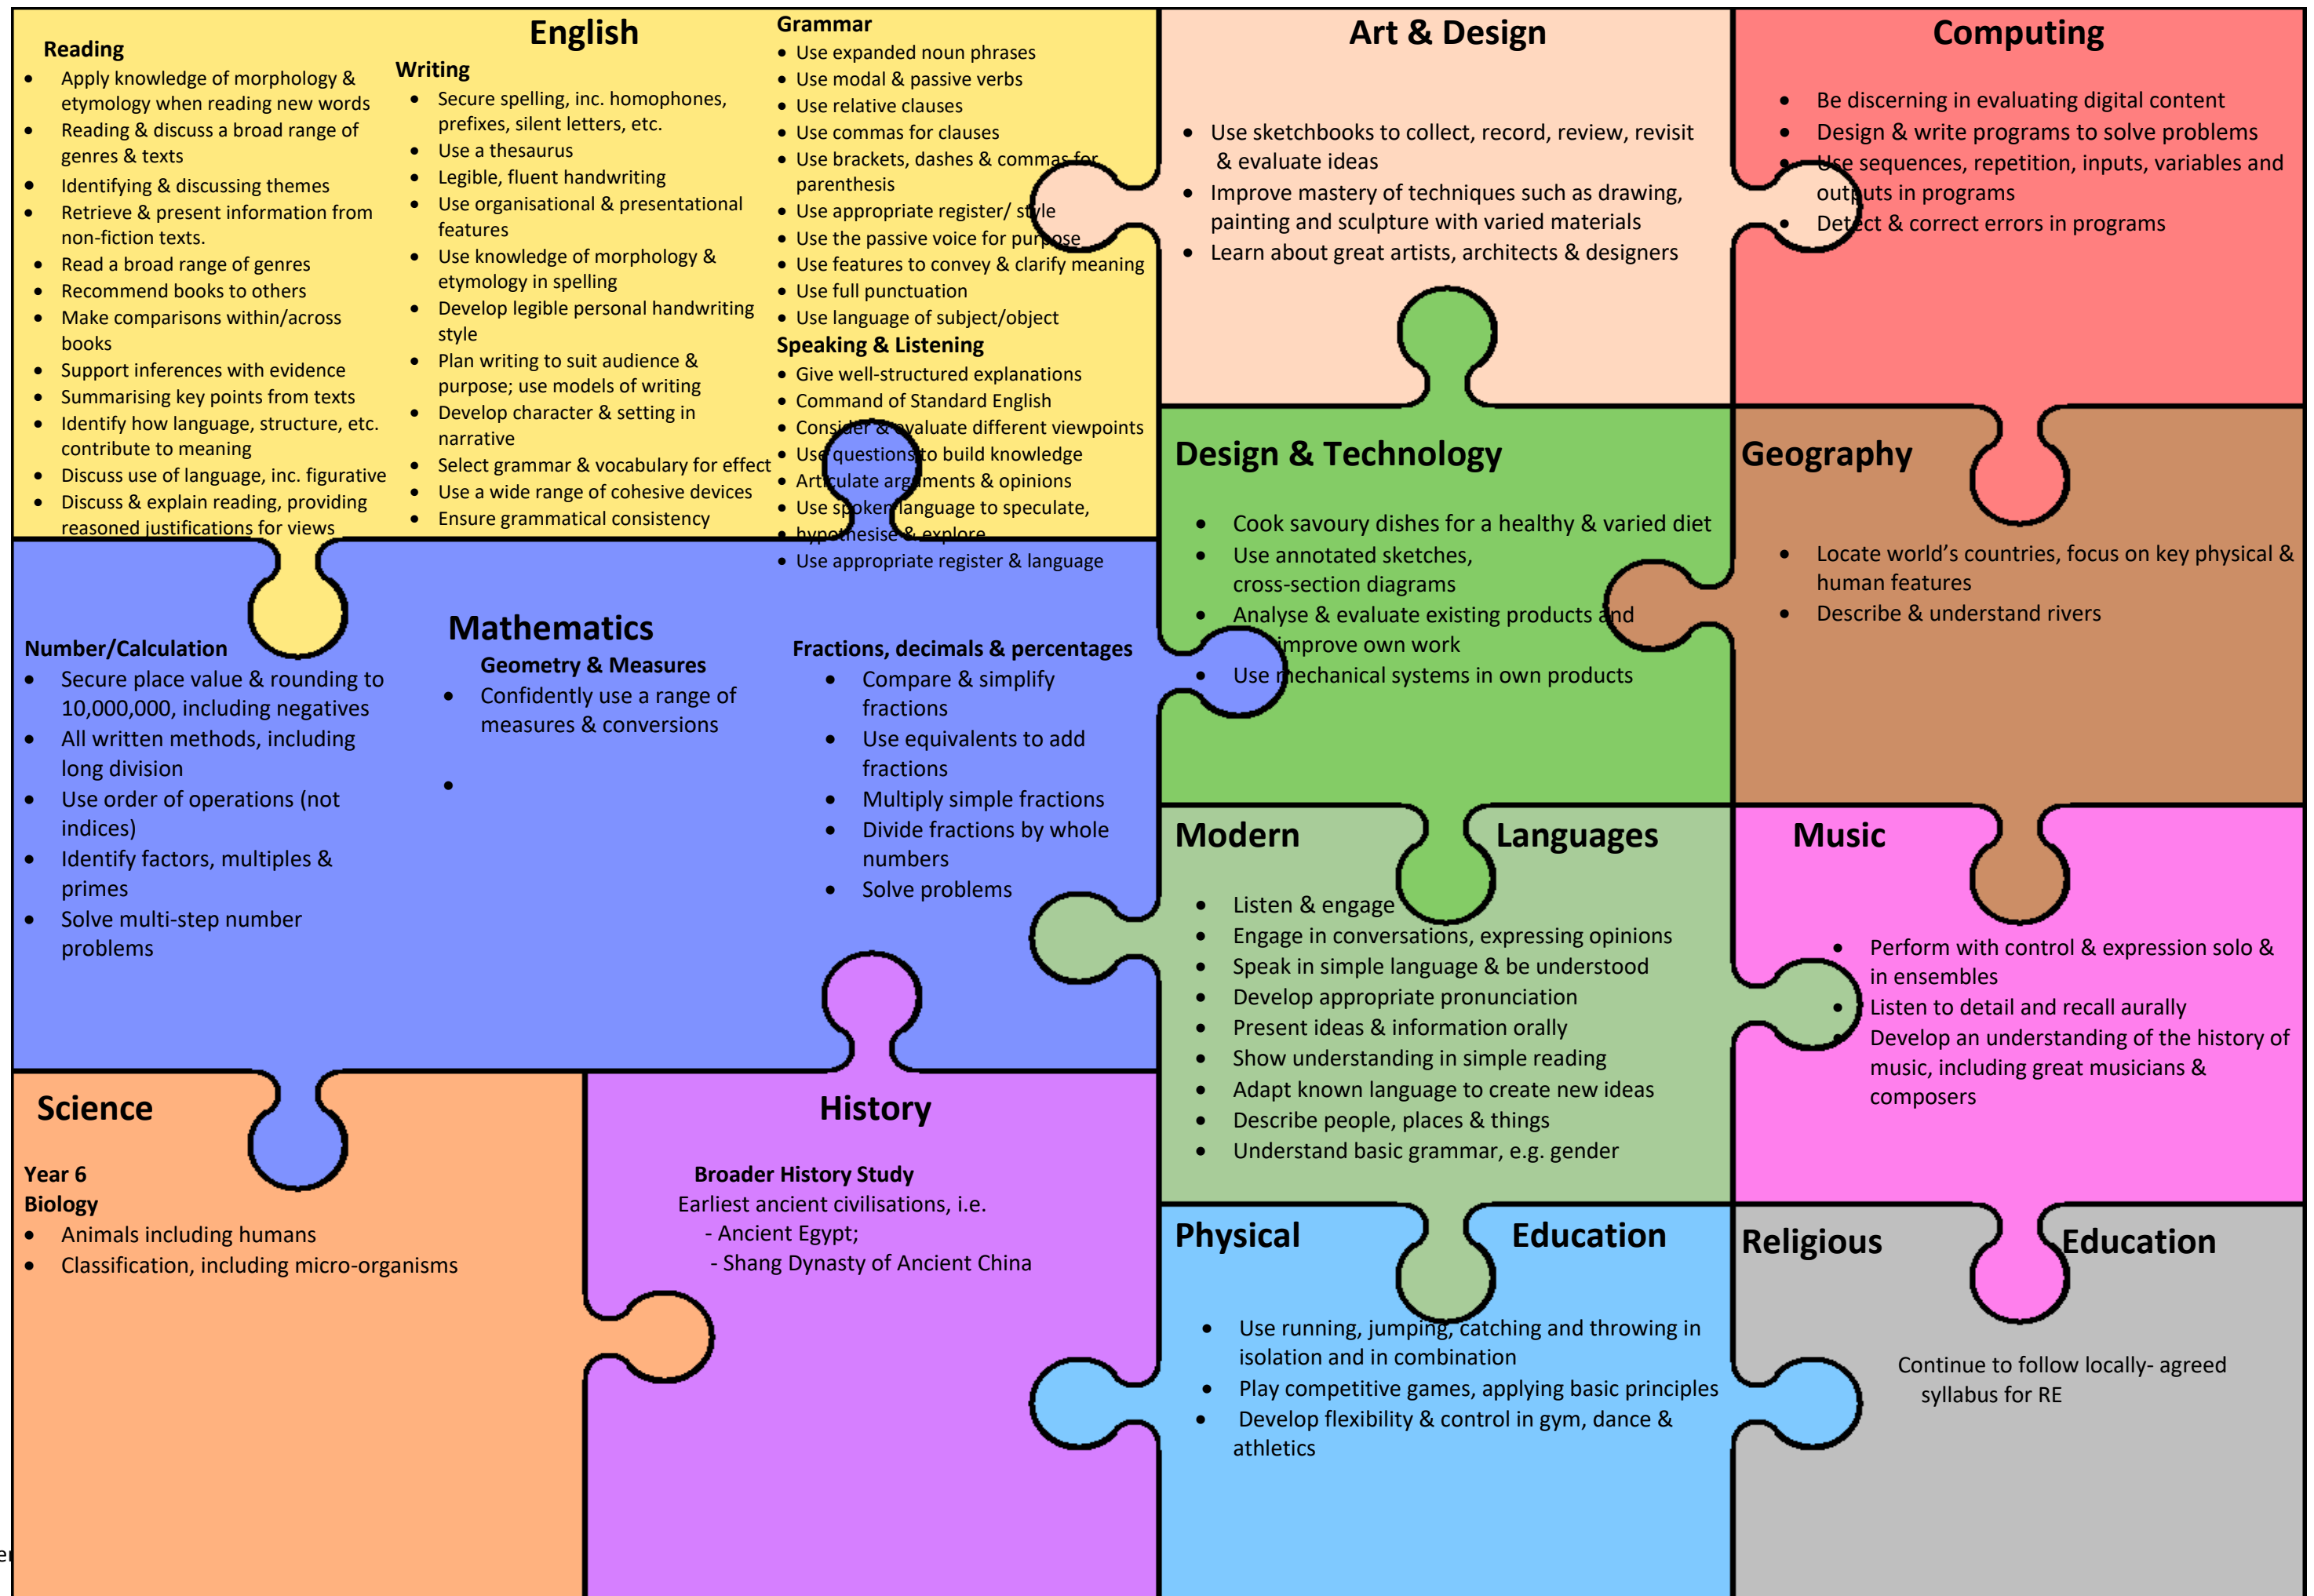 English
Reading
• Apply knowledge of morphology &
etymology when reading new words
• Reading & discuss a broad range of
genres & texts
• Identifying & discussing themes
• Retrieve & present information from
non-fiction texts.
• Read a broad range of genres
• Recommend books to others
• Make comparisons within/across
books
• Support inferences with evidence
• Summarising key points from texts
• Identify how language, structure, etc.
contribute to meaning
• Discuss use of language, inc. figurative
• Discuss & explain reading, providing
reasoned justifications for views
Writing
• Secure spelling, inc. homophones,
prefixes, silent letters, etc.
• Use a thesaurus
• Legible, fluent handwriting
• Use organisational & presentational
features
• Use knowledge of morphology &
etymology in spelling
• Develop legible personal handwriting
style
• Plan writing to suit audience &
purpose; use models of writing
• Develop character & setting in
narrative
• Select grammar & vocabulary for effect
• Use a wide range of cohesive devices
• Ensure grammatical consistency
Grammar
• Use expanded noun phrases
• Use modal & passive verbs
• Use relative clauses
• Use commas for clauses
• Use brackets, dashes & commas for
parenthesis
• Use appropriate register/ style
• Use the passive voice for purpose
• Use features to convey & clarify meaning
• Use full punctuation
• Use language of subject/object
Speaking & Listening
• Give well-structured explanations
• Command of Standard English
• Consider & evaluate different viewpoints
• Use questions to build knowledge
• Articulate arguments & opinions
• Use spoken language to speculate,
• hypothesise & explore
• Use appropriate register & language
Art & Design
• Use sketchbooks to collect, record, review, revisit
& evaluate ideas
• Improve mastery of techniques such as drawing,
painting and sculpture with varied materials
• Learn about great artists, architects & designers
Computing
• Be discerning in evaluating digital content
• Design & write programs to solve problems
• Use sequences, repetition, inputs, variables and
outputs in programs
• Detect & correct errors in programs
Design & Technology
• Cook savoury dishes for a healthy & varied diet
• Use annotated sketches,
cross-section diagrams
• Analyse & evaluate existing products and
improve own work
• Use mechanical systems in own products
Geography
• Locate world's countries, focus on key physical &
human features
• Describe & understand rivers
Mathematics
Number/Calculation
• Secure place value & rounding to
10,000,000, including negatives
• All written methods, including
long division
• Use order of operations (not
indices)
• Identify factors, multiples &
primes
• Solve multi-step number
problems
Geometry & Measures
• Confidently use a range of
measures & conversions
•
Fractions, decimals & percentages
• Compare & simplify
fractions
• Use equivalents to add
fractions
• Multiply simple fractions
• Divide fractions by whole
numbers
• Solve problems
Modern Languages
• Listen & engage
• Engage in conversations, expressing opinions
• Speak in simple language & be understood
• Develop appropriate pronunciation
• Present ideas & information orally
• Show understanding in simple reading
• Adapt known language to create new ideas
• Describe people, places & things
• Understand basic grammar, e.g. gender
Music
• Perform with control & expression solo &
in ensembles
• Listen to detail and recall aurally
• Develop an understanding of the history of
music, including great musicians &
composers
Science
Year 6
Biology
• Animals including humans
• Classification, including micro-organisms
History
Broader History Study
Earliest ancient civilisations, i.e.
- Ancient Egypt;
- Shang Dynasty of Ancient China
Physical Education
• Use running, jumping, catching and throwing in
isolation and in combination
• Play competitive games, applying basic principles
• Develop flexibility & control in gym, dance &
athletics
Religious Education
Continue to follow locally- agreed
syllabus for RE